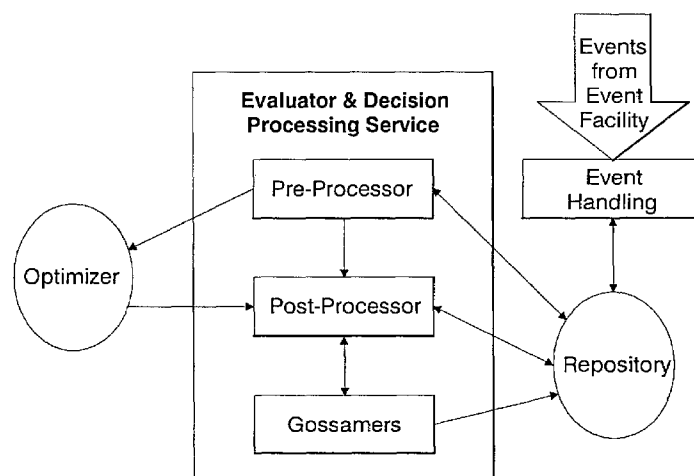 Events
from
Event
Facility
Evaluator & Decision
Processing Service
Pre-Processor
Event
Handling
Optimizer
Post-Processor
Repository
Gossamers